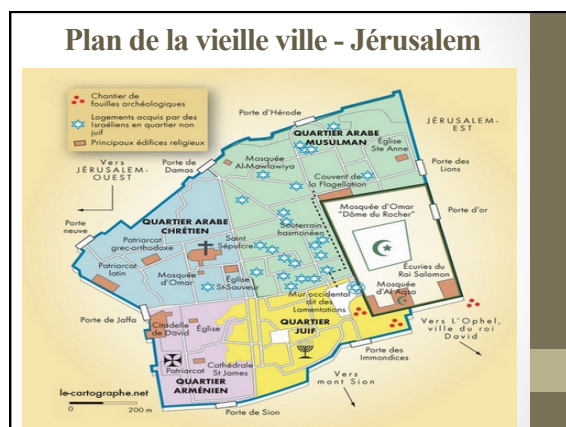 Plan de la vieille ville - Jérusalem
Chantier de
fouilles archéologiques
Logements acquis par des
Israéliens en quartier non
juif
Principaux édifices religieux
Porte d'Hérode
JÉRUSALEM-
EST
QUARTIER ARABE
MUSULMAN
Église
Ste Anne
Vers
JÉRUSALEM-
OUEST
Porte de
Damas
Mosquée
Al-Mawlawiya
Couvent de
la Flagellation
Porte des
Lions
Mosquée d'Omar
"Dôme du Rocher"
Porte d'or
Porte
neuve
QUARTIER ARABE
CHRÉTIEN
Patriarcat
grec-orthodoxe
Saint
Sépulcre
Souterrain
hasmonéen
Patriarcat
latin
Mosquée
d'Omar
Église
St-Sauveur
Écuries du
Roi Salomon
Mosquée
d'Al-Aqsa
Mur occidental
dit des
Lamentations
Porte de Jaffa
Citadelle
de David
Église
QUARTIER
JUIF
Vers L'Ophel,
ville du roi
David
Porte des
Immondices
Patriarcat
Cathédrale
St James
QUARTIER
ARMÉNIEN
Vers
mont Sion
le-cartographe.net
0 200 m
Porte de Sion